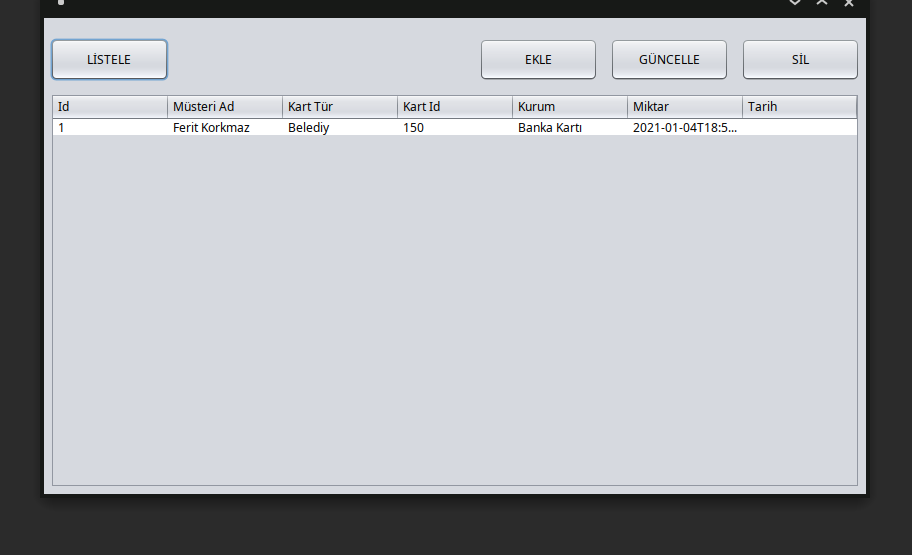 LİSTELE EKLE GÜNCELLE SİL
Id Müsteri Ad Kart Tür Kart Id Kurum Miktar Tarih
1 Ferit Korkmaz Belediy 150 Banka Kartı 2021-01-04T18:5...